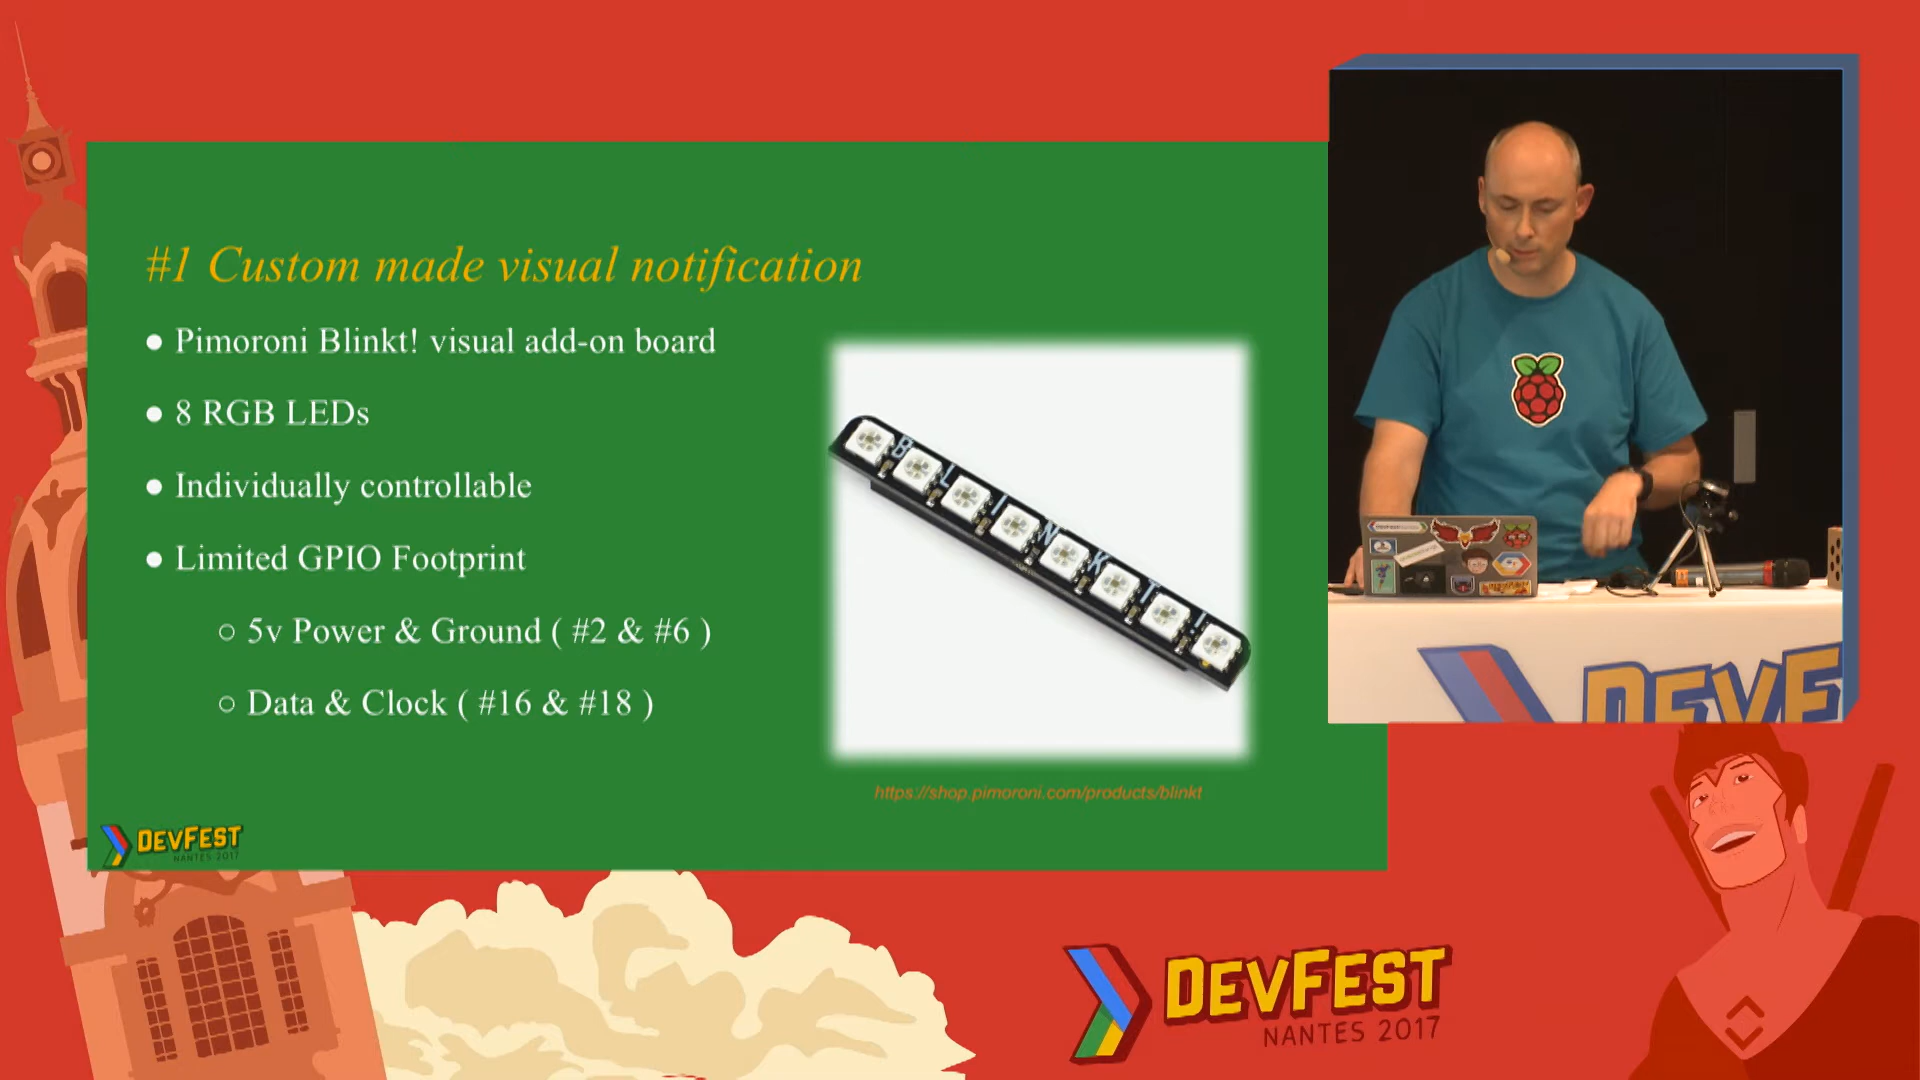 #1 Custom made visual notification
● Pimoroni Blinkt! visual add-on board
● 8 RGB LEDs
● Individually controllable
● Limited GPIO Footprint
○ 5v Power & Ground ( #2 & #6 )
○ Data & Clock ( #16 & #18 )
BLINKT!
https://shop.pimoroni.com/products/blinkt
DEVFEST
NANTES 2017
DEVFE
DEVFEST
NANTES 2017